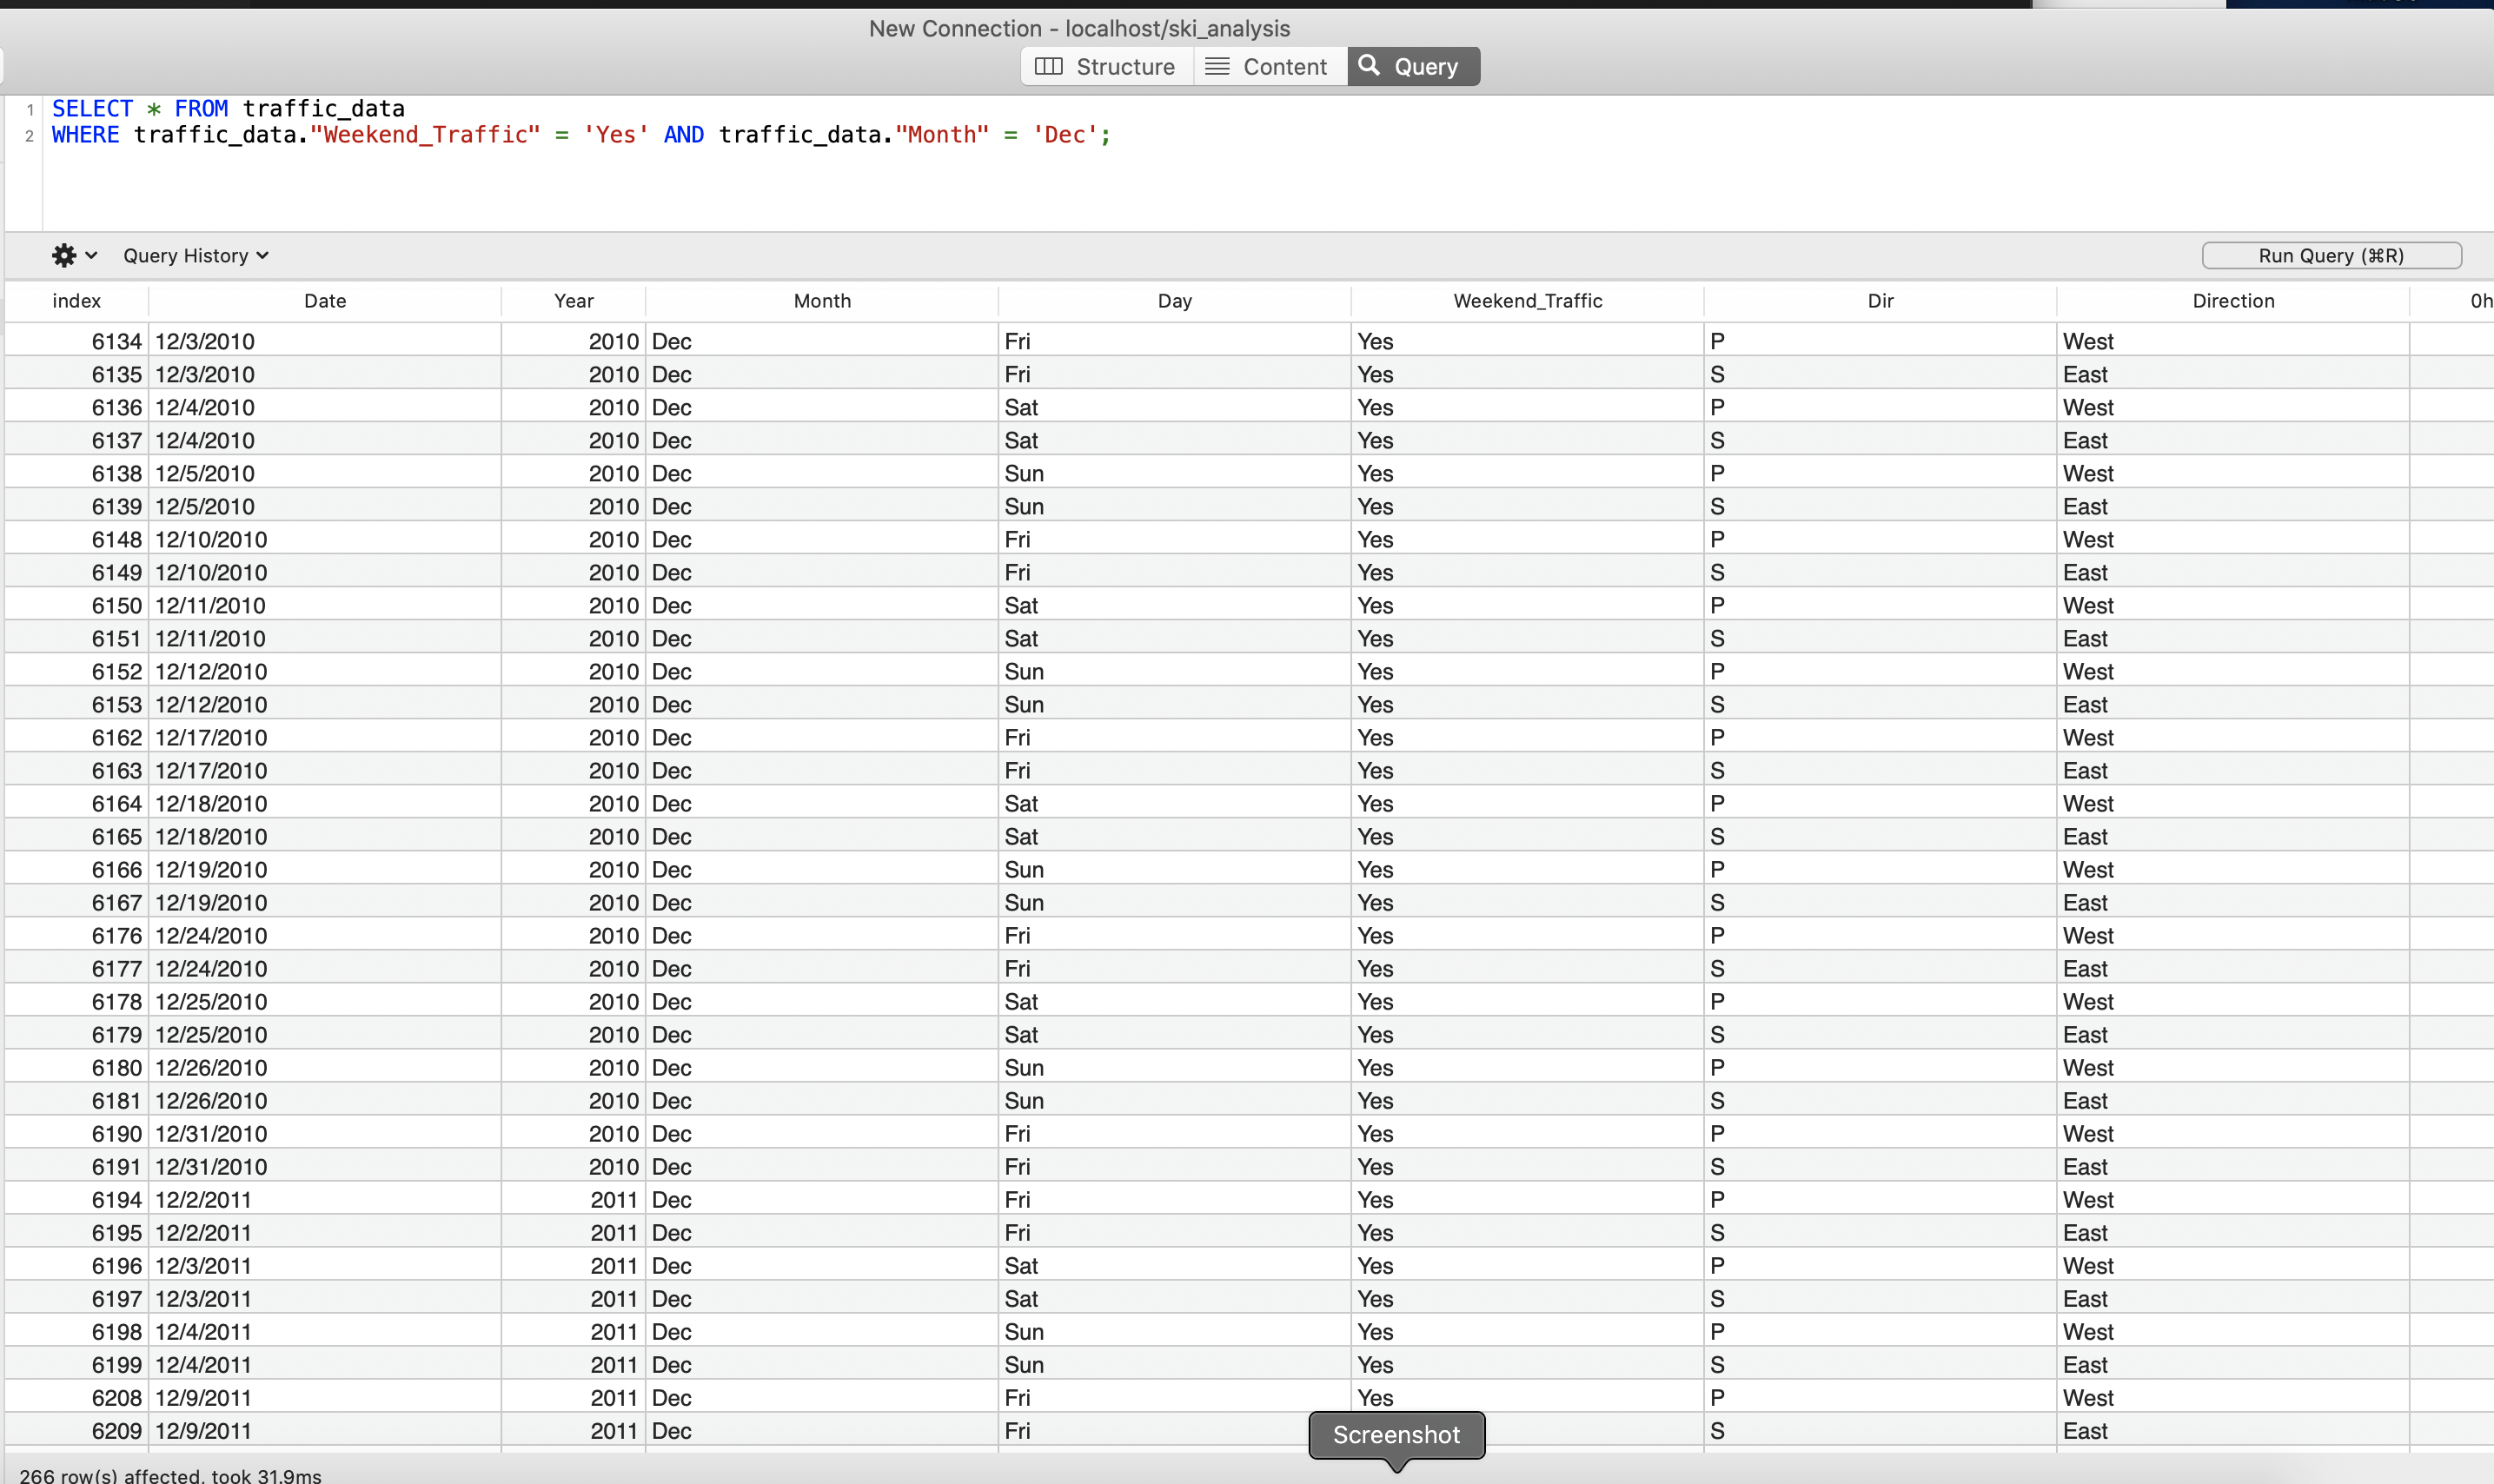 New Connection - localhost/ski_analysis
Structure Content Query
1 SELECT * FROM traffic_data
2 WHERE traffic_data."Weekend_Traffic" = 'Yes' AND traffic_data."Month" = 'Dec';
Query History Run Query (⌘R)
index Date Year Month Day Weekend_Traffic Dir Direction 0h
6134 12/3/2010 2010 Dec Fri Yes P West
6135 12/3/2010 2010 Dec Fri Yes S East
6136 12/4/2010 2010 Dec Sat Yes P West
6137 12/4/2010 2010 Dec Sat Yes S East
6138 12/5/2010 2010 Dec Sun Yes P West
6139 12/5/2010 2010 Dec Sun Yes S East
6148 12/10/2010 2010 Dec Fri Yes P West
6149 12/10/2010 2010 Dec Fri Yes S East
6150 12/11/2010 2010 Dec Sat Yes P West
6151 12/11/2010 2010 Dec Sat Yes S East
6152 12/12/2010 2010 Dec Sun Yes P West
6153 12/12/2010 2010 Dec Sun Yes S East
6162 12/17/2010 2010 Dec Fri Yes P West
6163 12/17/2010 2010 Dec Fri Yes S East
6164 12/18/2010 2010 Dec Sat Yes P West
6165 12/18/2010 2010 Dec Sat Yes S East
6166 12/19/2010 2010 Dec Sun Yes P West
6167 12/19/2010 2010 Dec Sun Yes S East
6176 12/24/2010 2010 Dec Fri Yes P West
6177 12/24/2010 2010 Dec Fri Yes S East
6178 12/25/2010 2010 Dec Sat Yes P West
6179 12/25/2010 2010 Dec Sat Yes S East
6180 12/26/2010 2010 Dec Sun Yes P West
6181 12/26/2010 2010 Dec Sun Yes S East
6190 12/31/2010 2010 Dec Fri Yes P West
6191 12/31/2010 2010 Dec Fri Yes S East
6194 12/2/2011 2011 Dec Fri Yes P West
6195 12/2/2011 2011 Dec Fri Yes S East
6196 12/3/2011 2011 Dec Sat Yes P West
6197 12/3/2011 2011 Dec Sat Yes S East
6198 12/4/2011 2011 Dec Sun Yes P West
6199 12/4/2011 2011 Dec Sun Yes S East
6208 12/9/2011 2011 Dec Fri Yes P West
6209 12/9/2011 2011 Dec Fri S East
Screenshot
266 row(s) affected, took 31.9ms